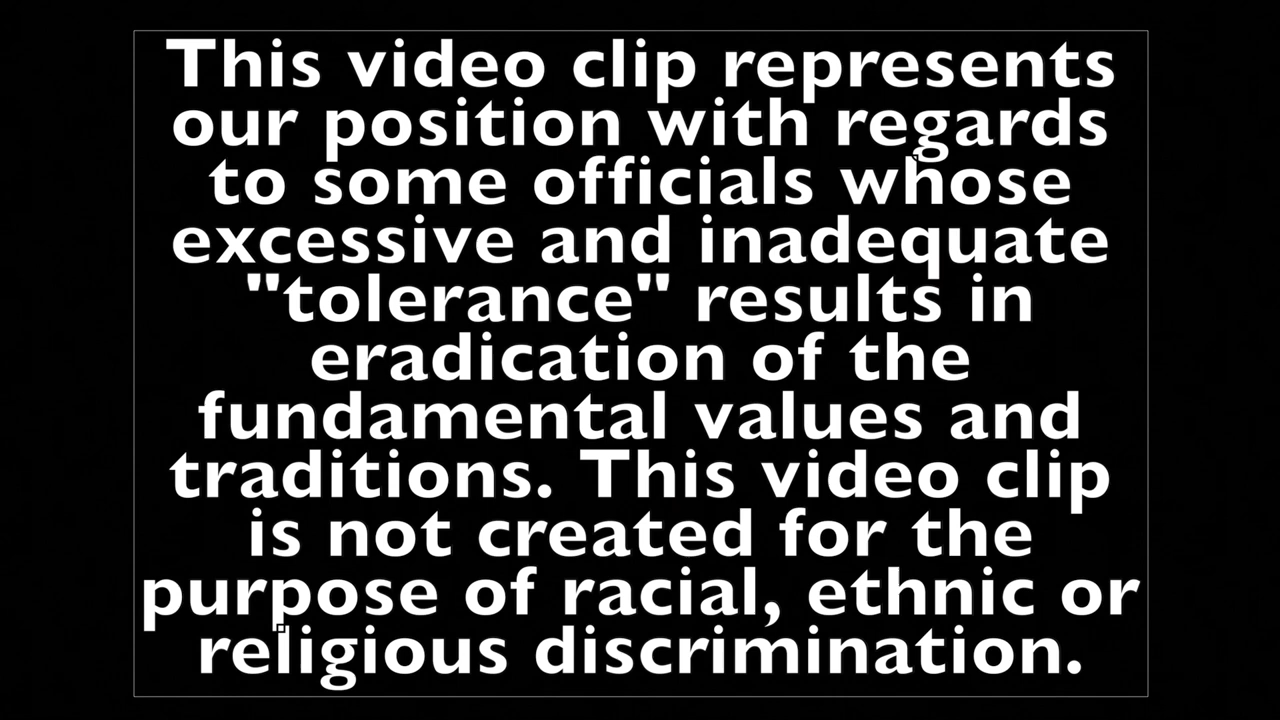 This video clip represents
our position with regards
to some officials whose
excessive and inadequate
"tolerance" results in
eradication of the
fundamental values and
traditions. This video clip
is not created for the
purpose of racial, ethnic or
religious discrimination.